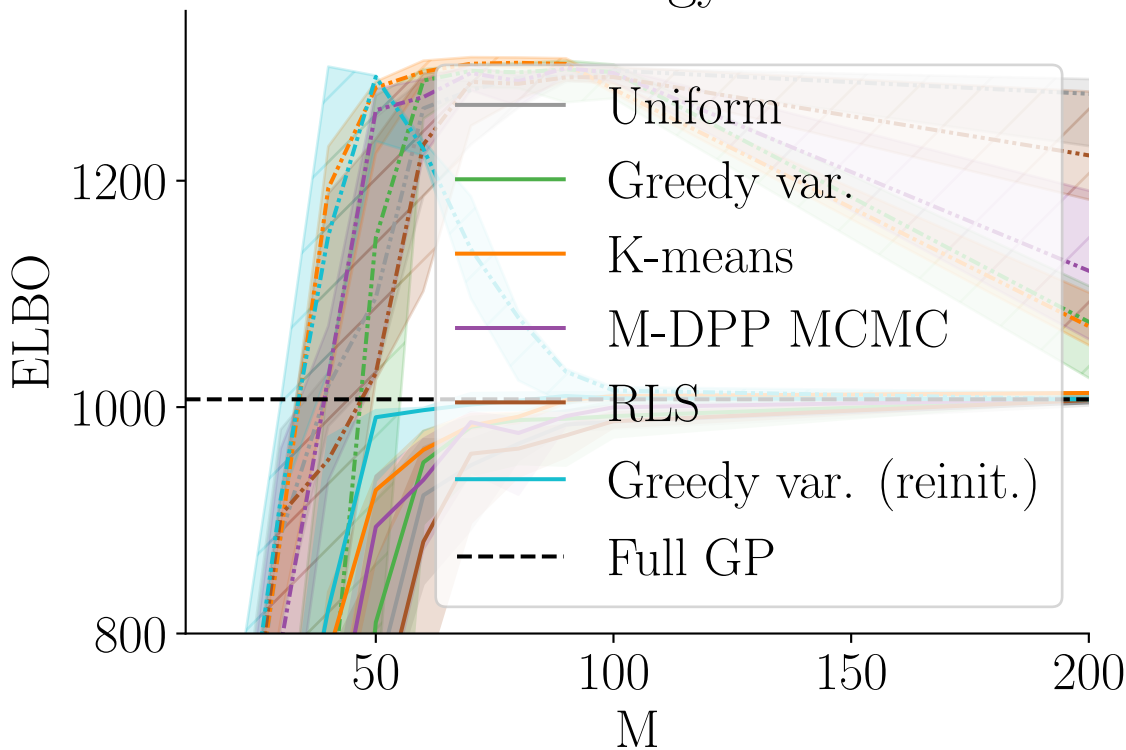 ELBO
1200
1000
800
Uniform
Greedy var.
K-means
M-DPP MCMC
RLS
Greedy var. (reinit.)
Full GP
50
100
150
200
M